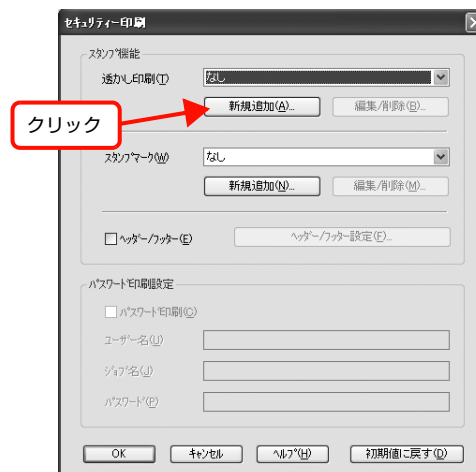 セキュリティー印刷
スタンプ機能
透かし印刷(T)
なし
新規追加(A)...
編集/削除(B)...
クリック
スタンプマーク(W)
なし
新規追加(N)...
編集/削除(M)...
ヘッダー/フッター(E)
ヘッダー/フッター設定(F)...
パスワード印刷設定
パスワード印刷(C)
ユーザー名(U)
ジョブ名(J)
パスワード(P)
OK
キャンセル
ヘルプ(H)
初期値に戻す(D)